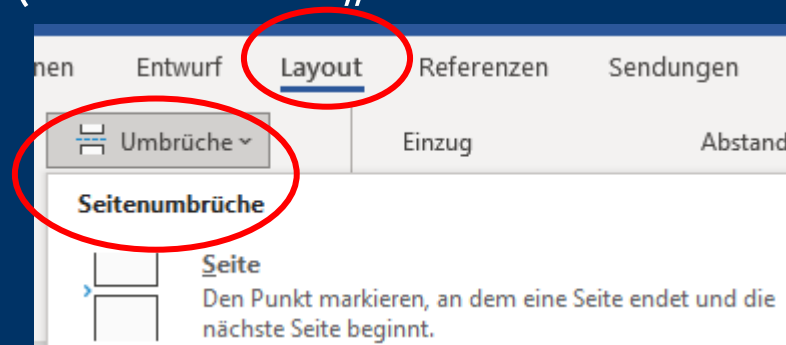 nen Entwurf Layout Referenzen Sendungen
Umbrüche Einzug Abstand
Seitenumbrüche
Seite
Den Punkt markieren, an dem eine Seite endet und die
nächste Seite beginnt.